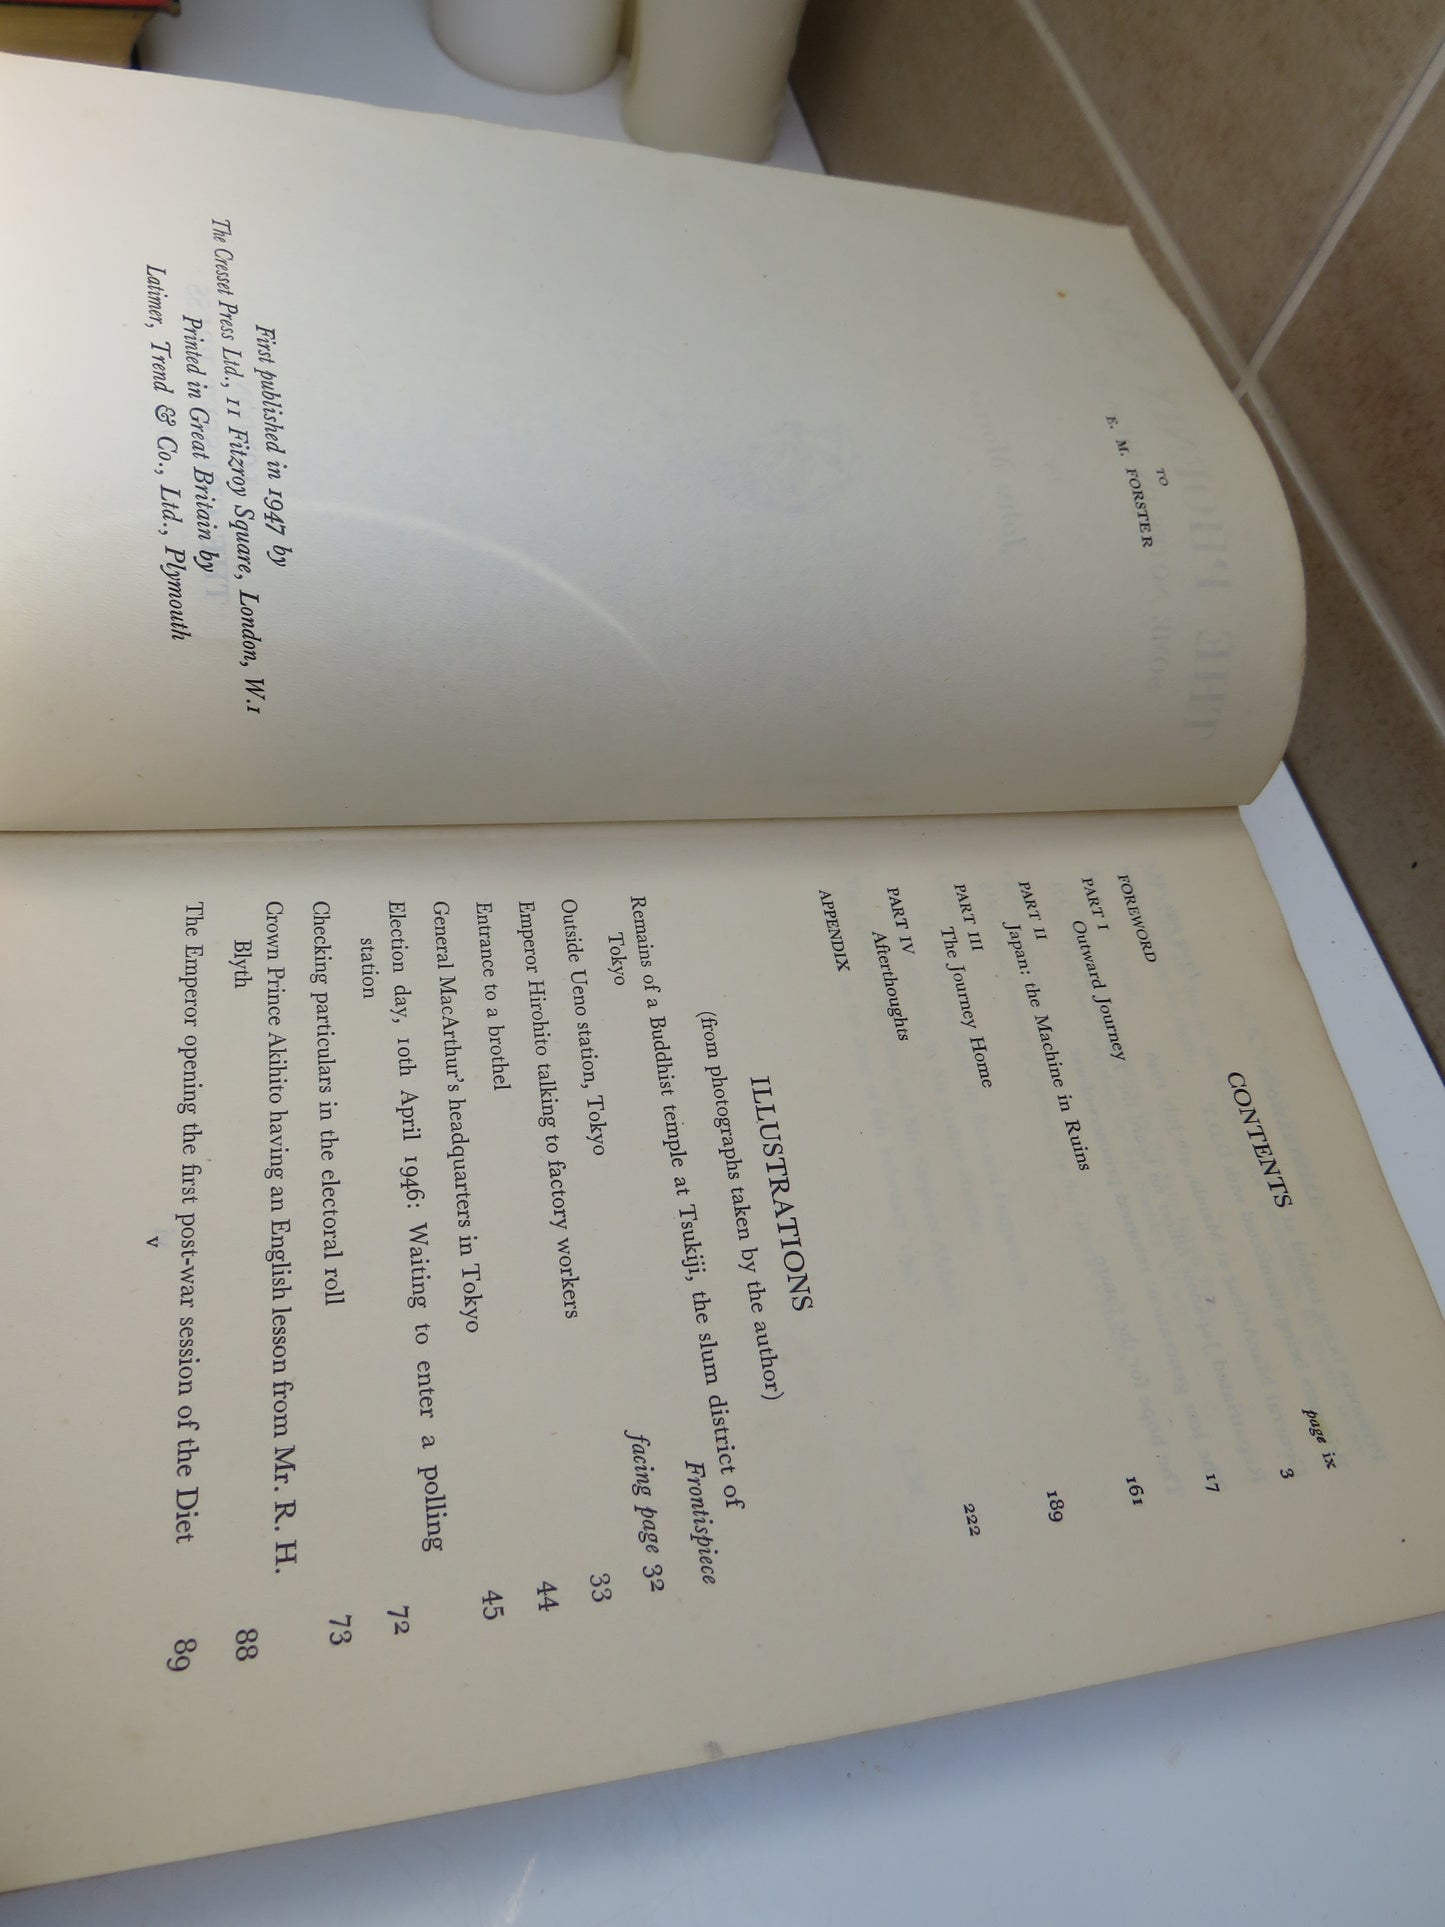 TO
E. M. FORSTER
First published in 1947 by
The Cresset Press Ltd., 11 Fitzroy Square, London, W.1
Printed in Great Britain by
Latimer, Trend & Co., Ltd., Plymouth
CONTENTS
FOREWORD page ix
PART I
Outward Journey 3
PART II
Japan: the Machine in Ruins 17
PART III
The Journey Home 161
PART IV
Afterthoughts 189
APPENDIX 222
ILLUSTRATIONS
(from photographs taken by the author)
Remains of a Buddhist temple at Tsukiji, the slum district of
Tokyo Frontispiece
Outside Ueno station, Tokyo facing page 32
Emperor Hirohito talking to factory workers 33
Entrance to a brothel 44
General MacArthur's headquarters in Tokyo 45
Election day, 10th April 1946: Waiting to enter a polling
station 72
Checking particulars in the electoral roll 73
Crown Prince Akihito having an English lesson from Mr. R. H.
Blyth 88
The Emperor opening the first post-war session of the Diet 89
v